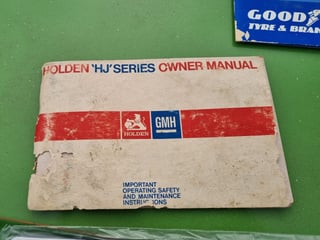 GOOD
TYRE & BRA
HOLDEN 'HJ' SERIES OWNER MANUAL
HOLDEN
GMH
IMPORTANT
OPERATING SAFETY
AND MAINTENANCE
INSTRUCTIONS